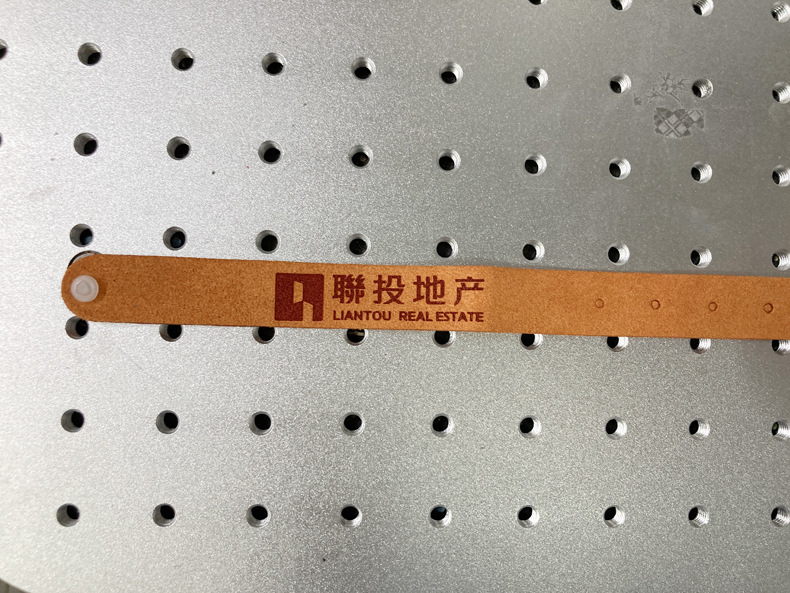 聯投地产
LIANTOU REAL ESTATE